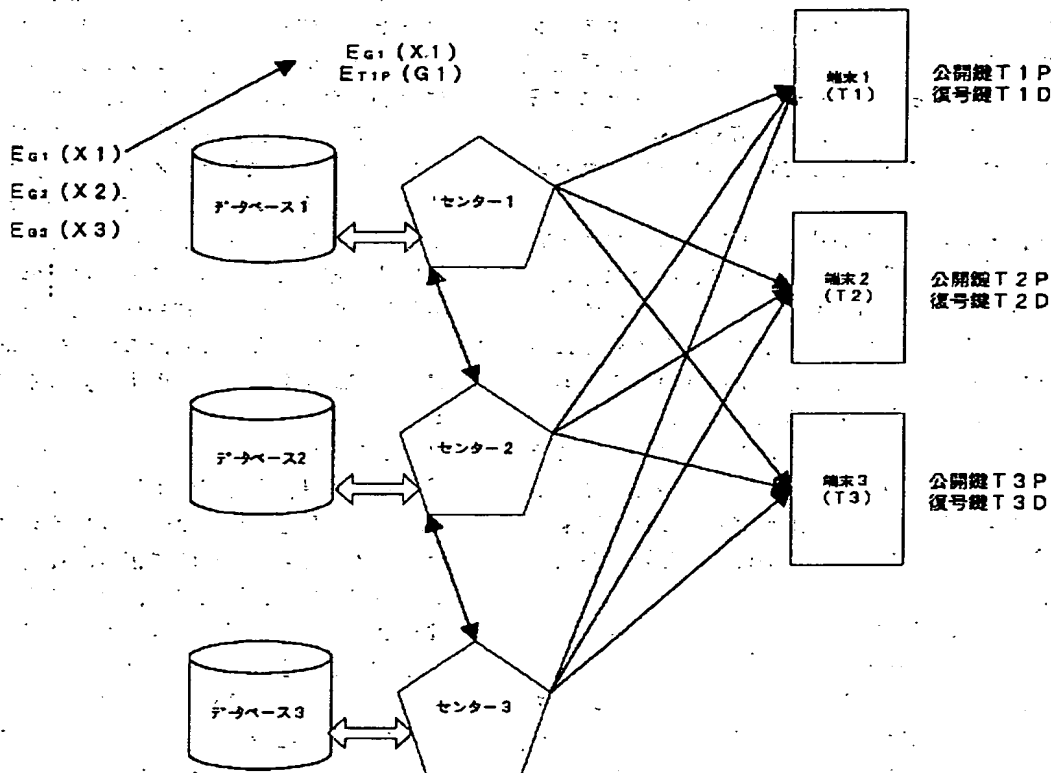 EG1 (X1)
ET1P (G1)
EG1 (X1)
EG2 (X2)
EG3 (X3)
⋮
データベース1
センター1
端末1
(T1)
公開鍵T1P
復号鍵T1D
端末2
(T2)
公開鍵T2P
復号鍵T2D
データベース2
センター2
端末3
(T3)
公開鍵T3P
復号鍵T3D
データベース3
センター3